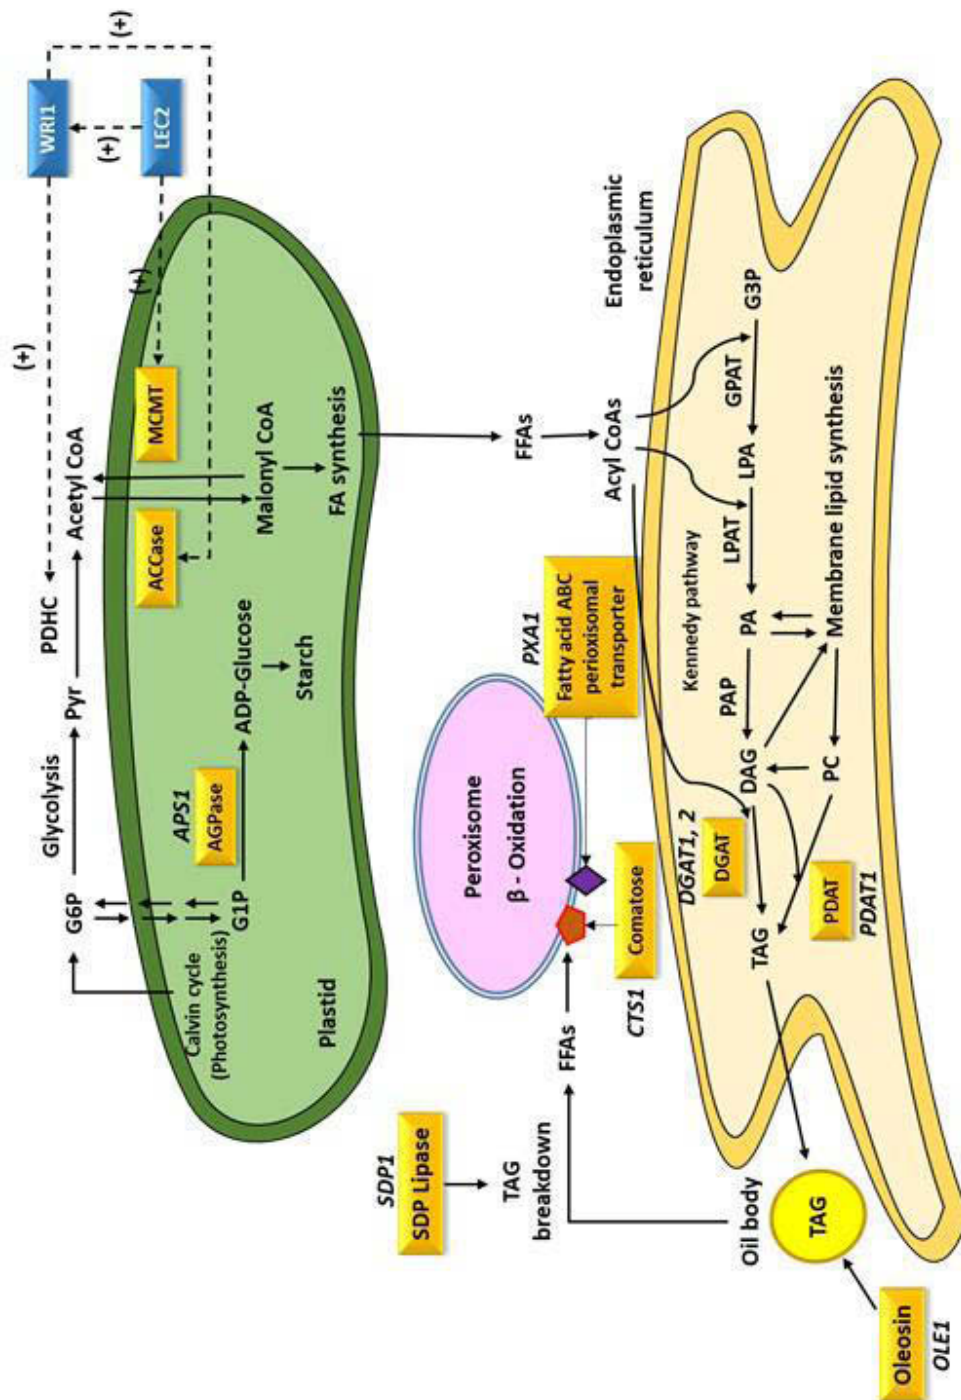 Glycolysis
G6P
Pyr
PDHC
Acetyl CoA
(+)
WRI1
(+)
(+)
LEC2
(+)
Calvin cycle
(Photosynthesis)
G1P
APS1
AGPase
ADP-Glucose
Starch
ACCase
MCMT
Malonyl CoA
FA synthesis
Plastid
SDP1
SDP Lipase
TAG
breakdown
FFAs
Peroxisome
β - Oxidation
CTS1
Comatose
PXA1
Fatty acid ABC
perioxisomal
transporter
FFAs
Acyl CoAs
Endoplasmic
reticulum
Kennedy pathway
DGAT1, 2
DGAT
TAG
DAG
PAP
PA
LPAT
LPA
GPAT
G3P
PDAT
PDAT1
PC
Membrane lipid synthesis
Oil body
TAG
Oleosin
OLE1